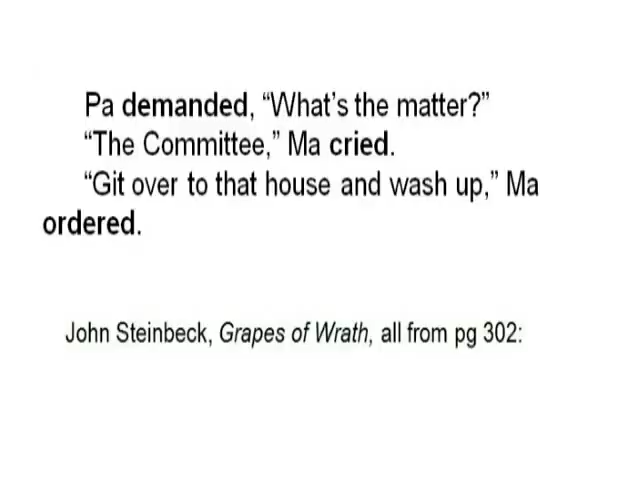 Pa demanded, “What’s the matter?”
“The Committee,” Ma cried.
“Git over to that house and wash up,” Ma
ordered.
John Steinbeck, Grapes of Wrath, all from pg 302: